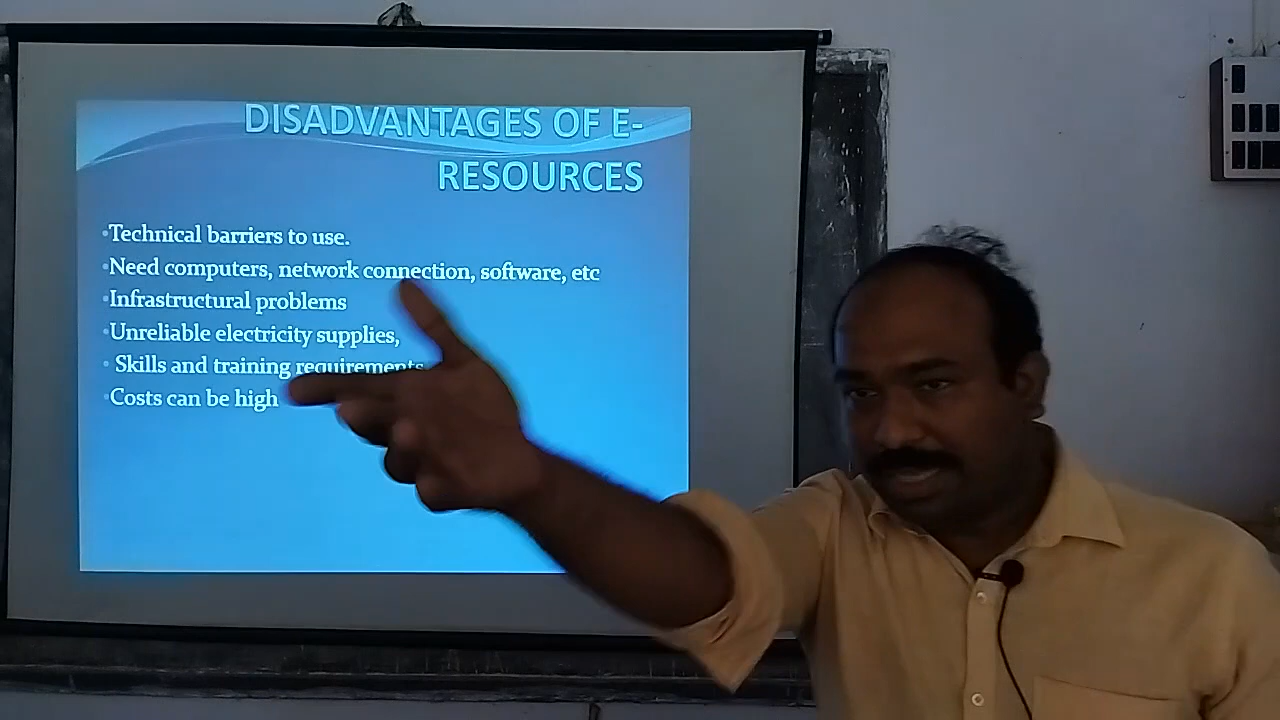 DISADVANTAGES OF E-
RESOURCES
•Technical barriers to use.
•Need computers, network connection, software, etc
•Infrastructural problems
•Unreliable electricity supplies,
• Skills and training requirements
•Costs can be high